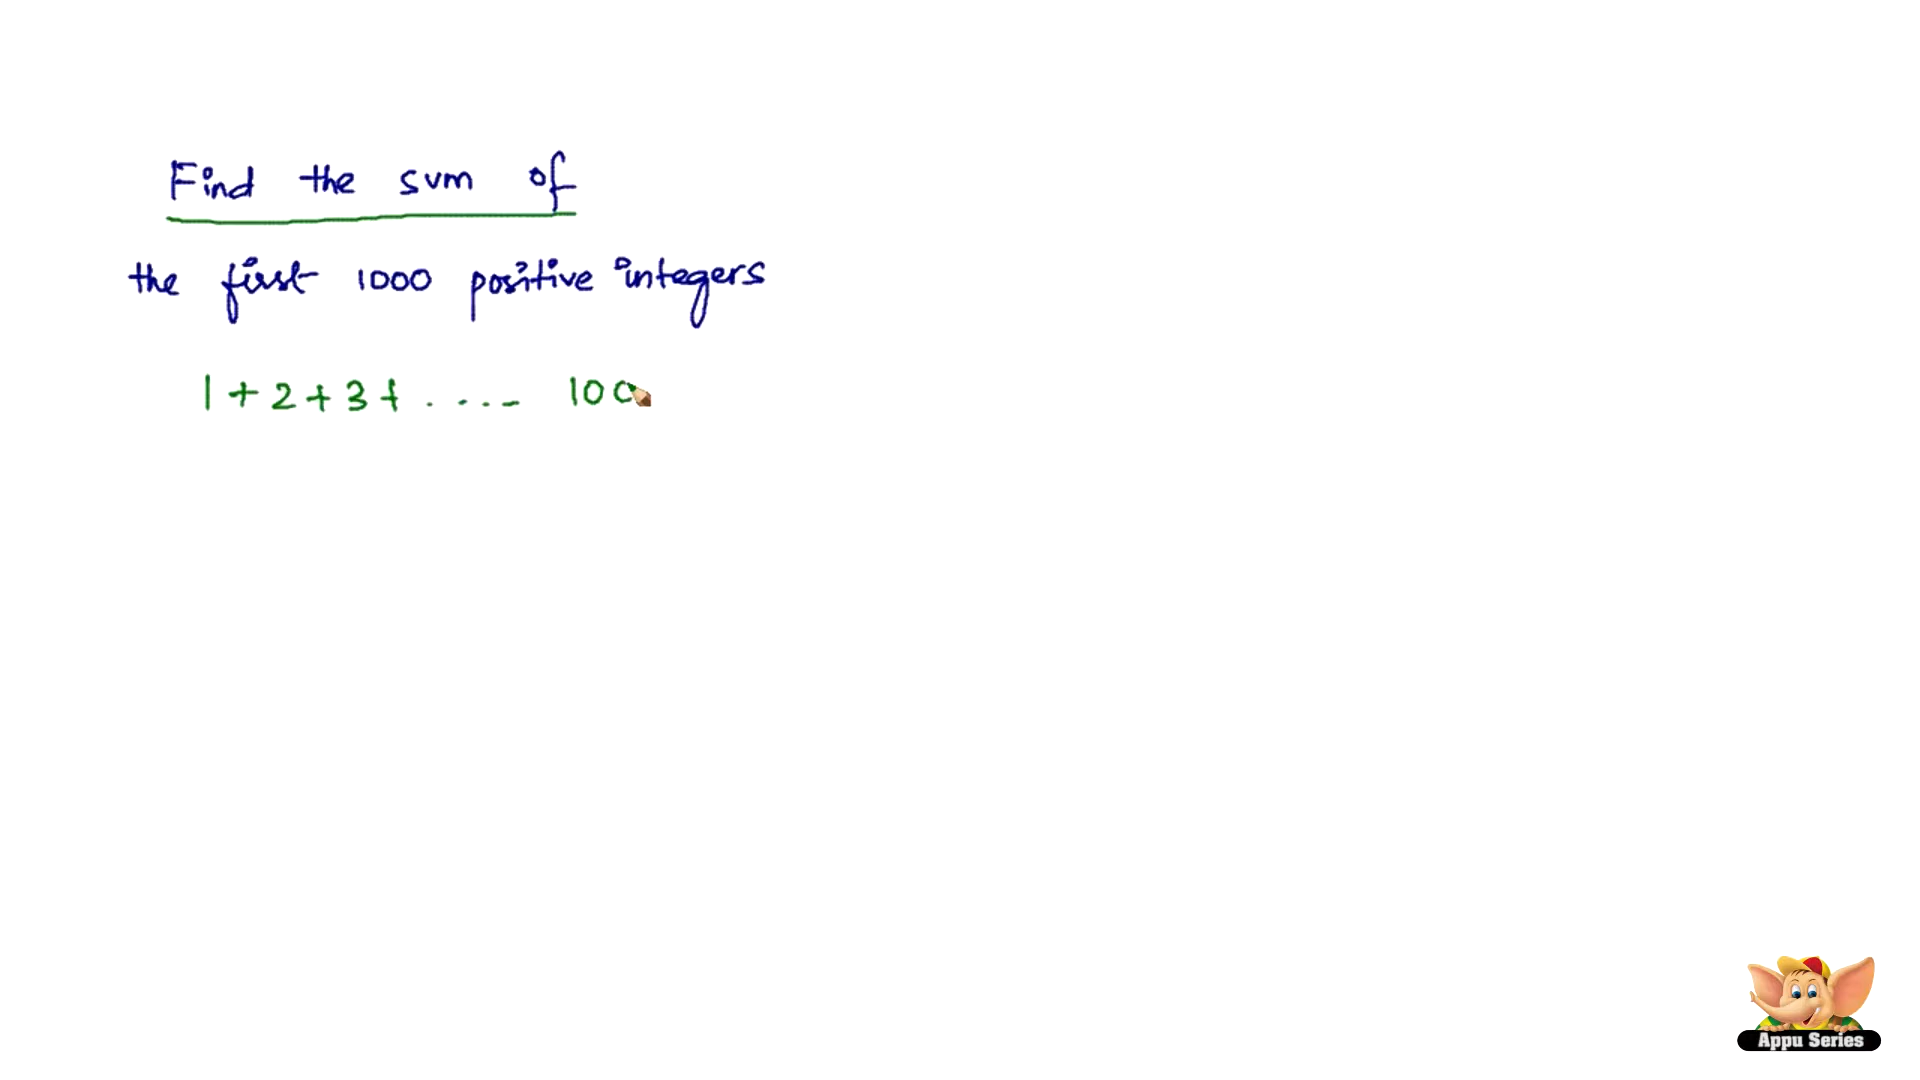 Find the sum of
the first 1000 positive integers
1 + 2 + 3 + ..... 100
Appu Series